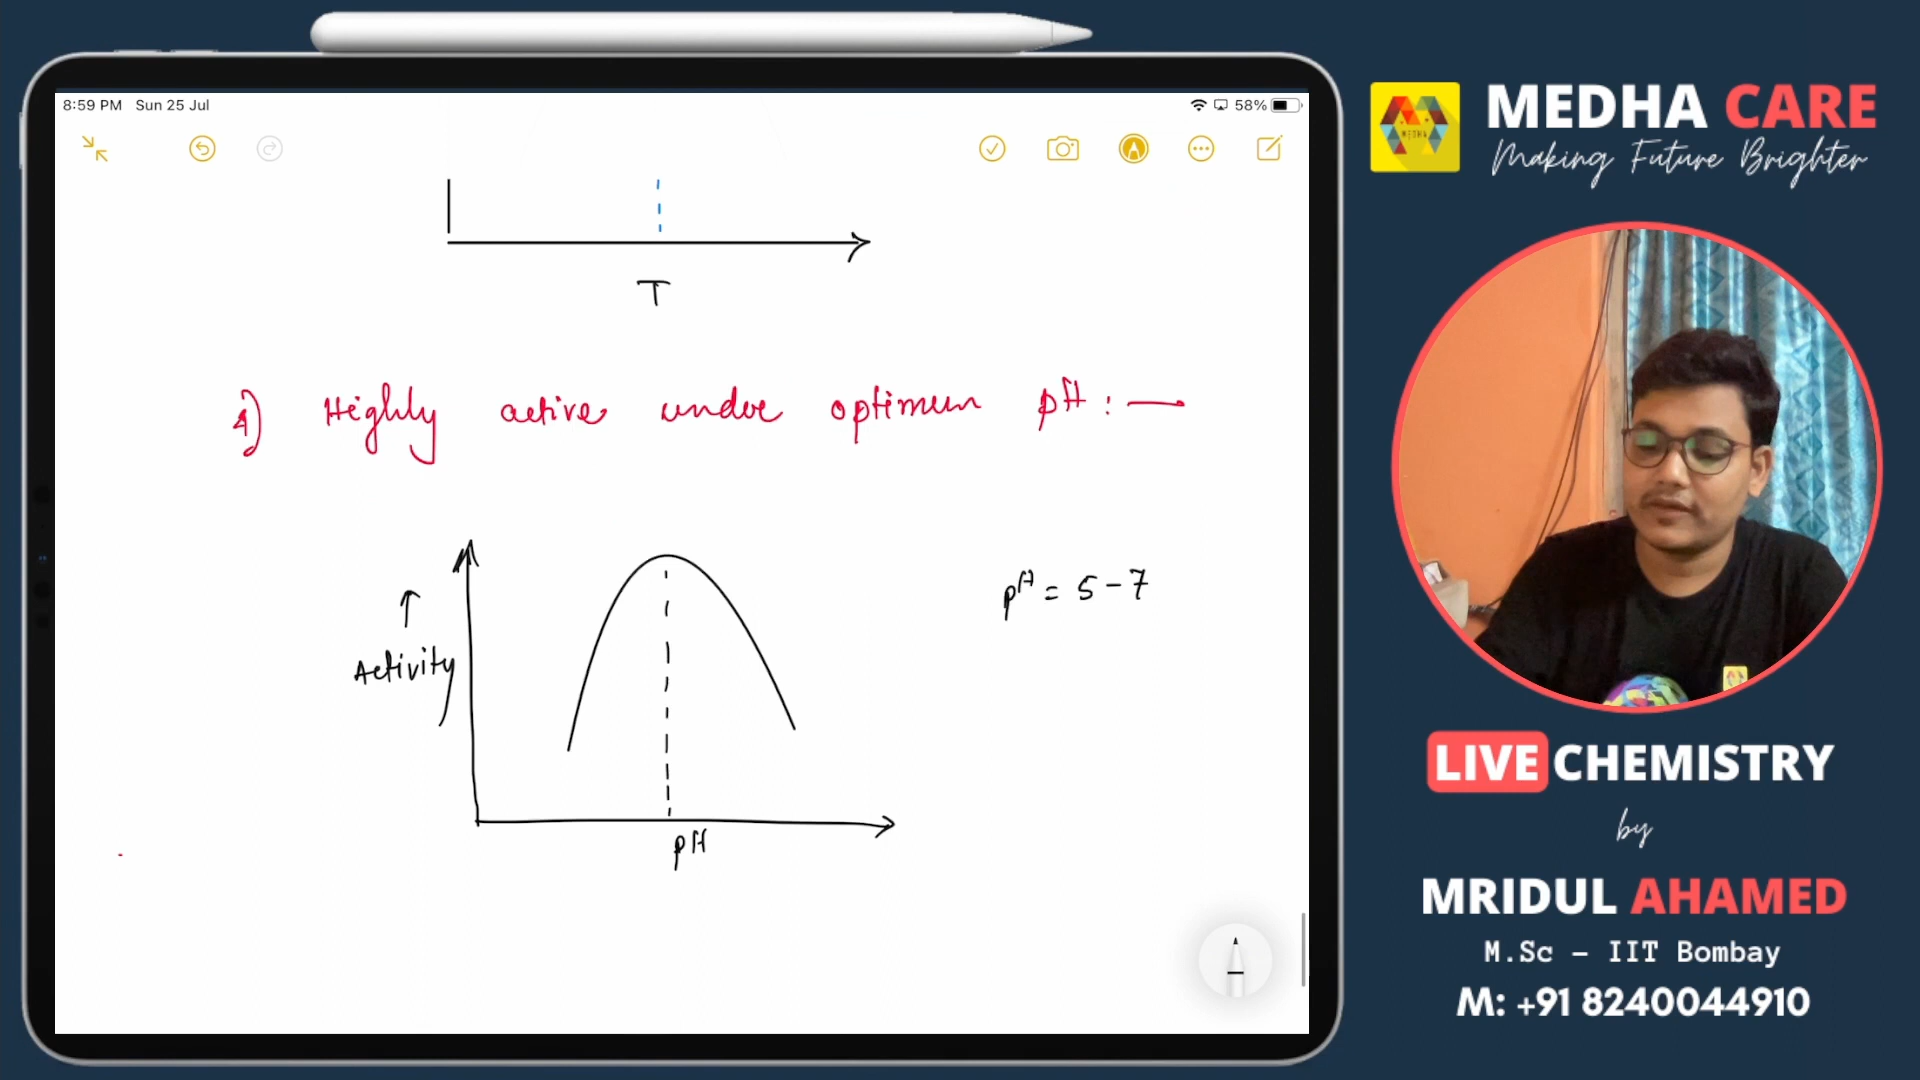 8:59 PM Sun 25 Jul
58%
T
4) Highly active under optimum pH : —
↑
Activity
pH = 5 - 7
pH
MEDHA CARE
Making Future Brighter
MEDHA
LIVE CHEMISTRY
by
MRIDUL AHAMED
M.Sc – IIT Bombay
M: +91 8240044910